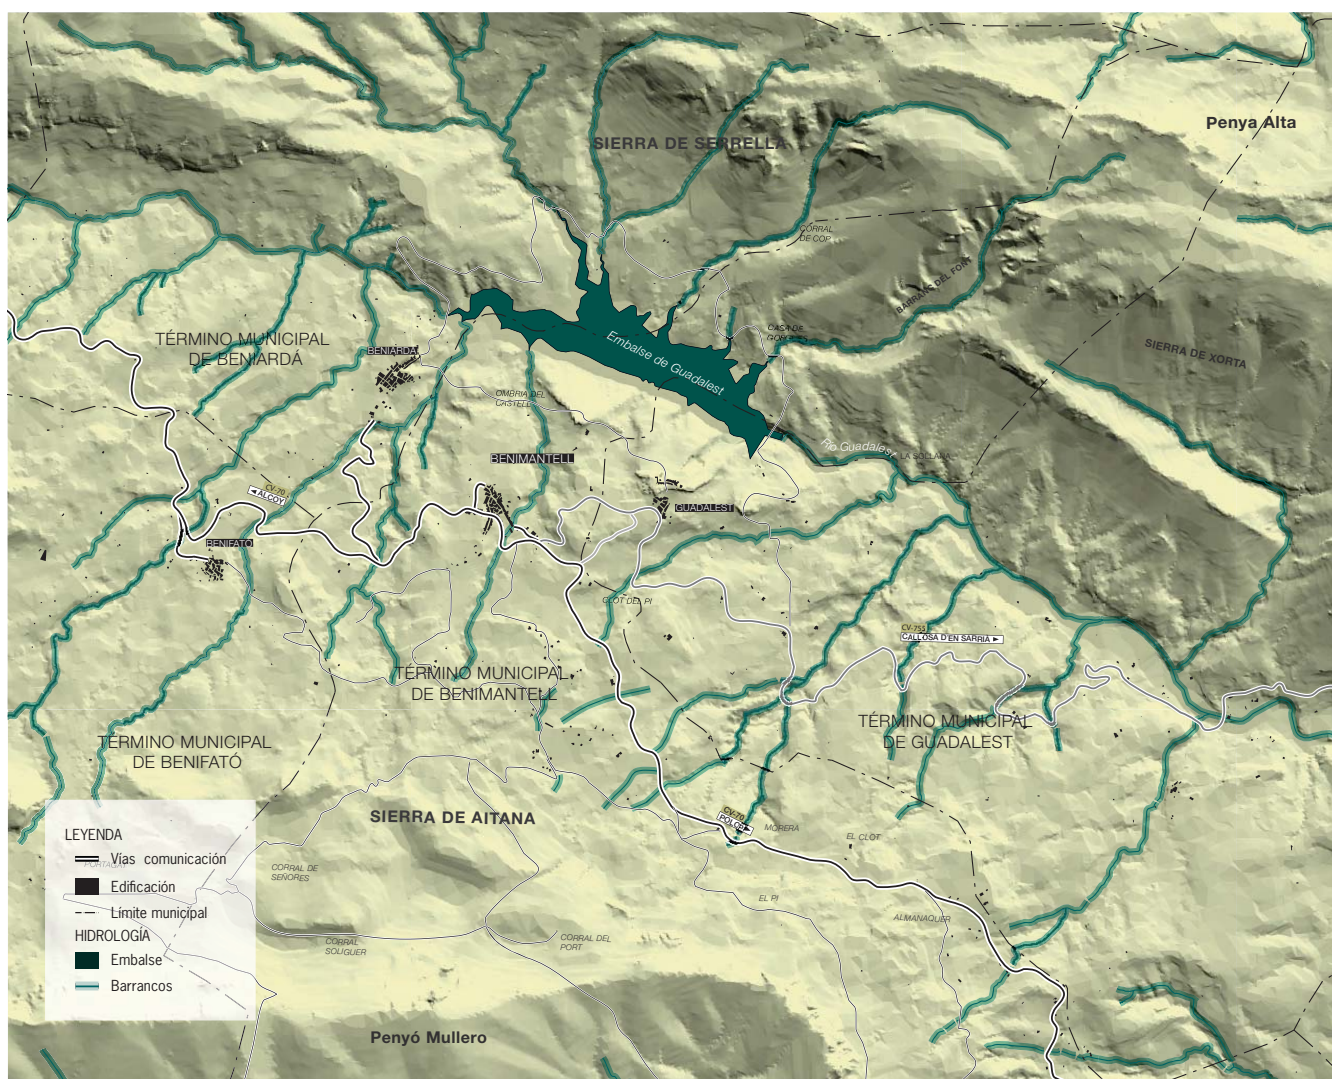 Penya Alta
SIERRA DE SERRELLA
CORRAL
DE COP
BARRANC DEL FORT
CASA DE
SIERRA DE XORTA
TÉRMINO MUNICIPAL
DE BENIARDÁ
BENIARDA
Embalse de Guadalest
OMBRIA DEL
CASTELL
Río Guadalest
BENIMANTELL
CV-70
◄ ALCOY
GUADALEST
BENIFATO
CLOT DEL PI
CV-755
CALLOSA D'EN SARRIÀ ►
TÉRMINO MUNICIPAL
DE BENIMANTELL
TÉRMINO MUNICIPAL
DE GUADALEST
TÉRMINO MUNICIPAL
DE BENIFATÓ
SIERRA DE AITANA
CV-70
POLOP ►
MORERA
EL CLOT
LEYENDA
Vías comunicación
Edificación
Límite municipal
HIDROLOGÍA
Embalse
Barrancos
CORRAL DE
SEÑORES
EL PI
ALMANAQUER
CORRAL
SOLIGUER
CORRAL DEL
PORT
Penyó Mullero